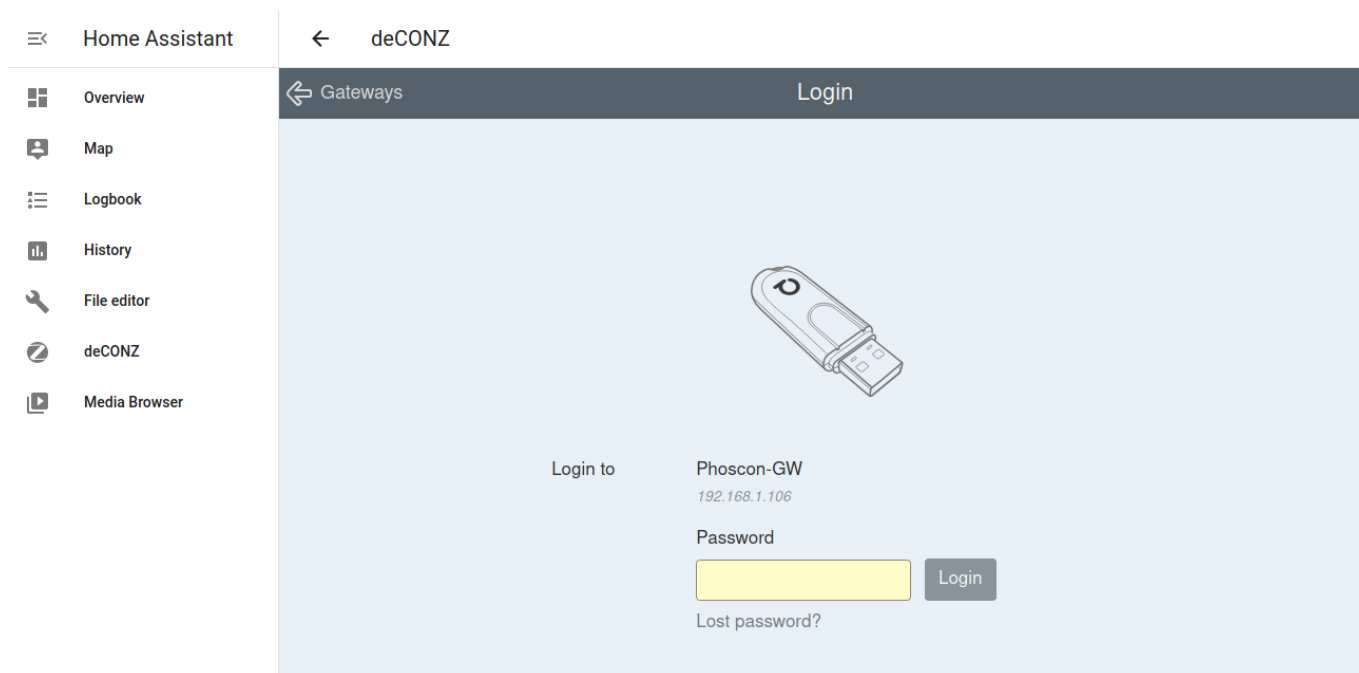 Home Assistant
deCONZ
Overview
Map
Logbook
History
File editor
deCONZ
Media Browser
Gateways
Login
Login to
Phoscon-GW
192.168.1.106
Password
Login
Lost password?